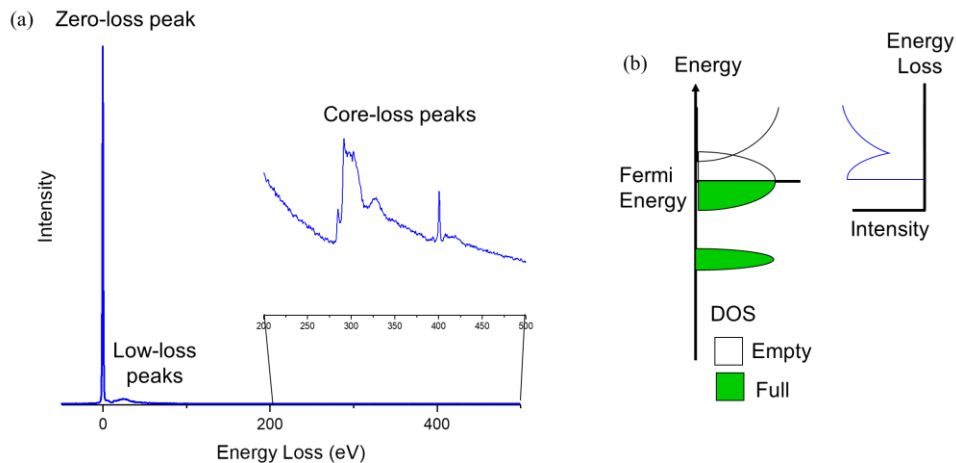 (a)
Zero-loss peak
Core-loss peaks
Intensity
Low-loss
peaks
200
250
300
350
400
450
500
0
200
400
Energy Loss (eV)
(b)
Energy
Energy
Loss
Fermi
Energy
Intensity
DOS
Empty
Full